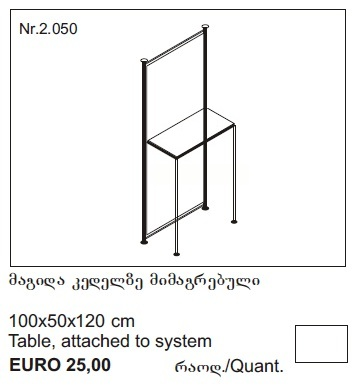 Nr.2.050
მაგიდა კედელზე მიმაგრებული
100x50x120 cm
Table, attached to system
EURO 25,00
რაოდ./Quant.